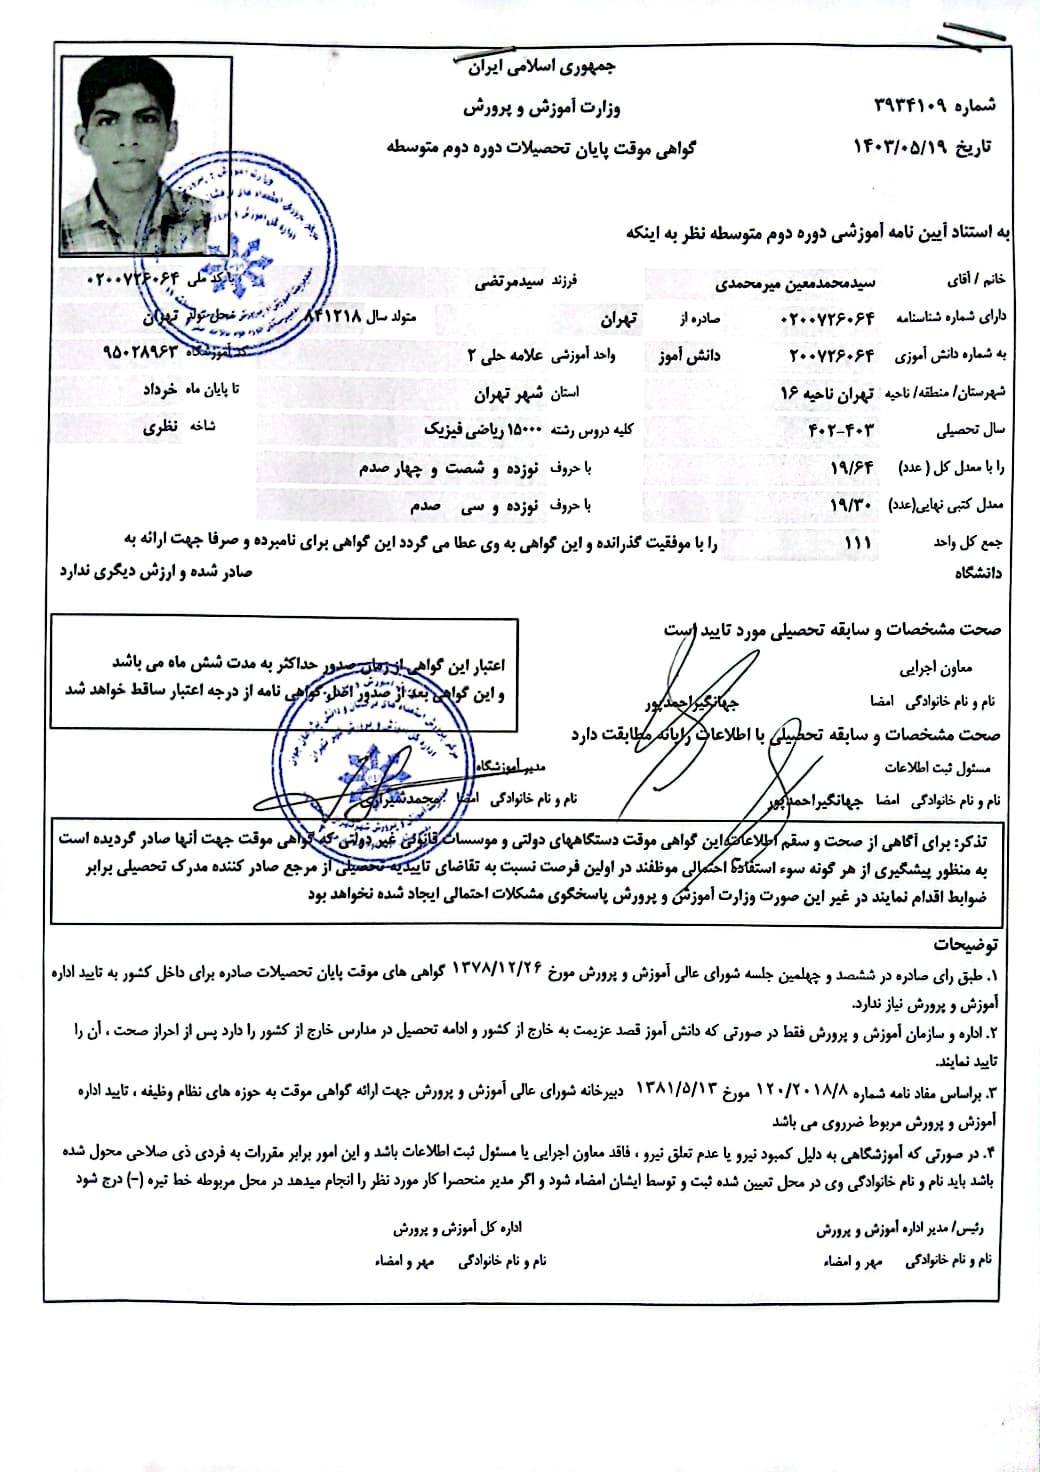 جمهوری اسلامی ایران
وزارت آموزش و پرورش
گواهی موقت پایان تحصیلات دوره دوم متوسطه
شماره ۳۹۳۴۱۰۹
تاریخ ۱۴۰۳/۰۵/۱۹
به استناد آیین نامه آموزشی دوره دوم متوسطه نظر به اینکه
خانم / آقای سیدمحمدمعین میرمحمدی فرزند سیدمرتضی با کد ملی ۰۲۰۰۷۲۶۰۶۴
دارای شماره شناسنامه ۰۲۰۰۷۲۶۰۶۴ صادره از تهران متولد سال ۸۴۱۲۱۸ محل تولد تهران
به شماره دانش آموزی ۲۰۰۷۲۶۰۶۴ دانش آموز واحد آموزشی علامه حلی ۲ کد آموزشگاه ۹۵۰۲۸۹۶۳
شهرستان/ منطقه/ ناحیه تهران ناحیه ۱۶ استان شهر تهران تا پایان ماه خرداد
سال تحصیلی ۴۰۲-۴۰۳ کلیه دروس رشته ۱۵۰۰۰ ریاضی فیزیک شاخه نظری
را با معدل کل ( عدد) ۱۹/۶۴ با حروف نوزده و شصت و چهار صدم
معدل کتبی نهایی(عدد) ۱۹/۳۰ با حروف نوزده و سی صدم
جمع کل واحد ۱۱۱ را با موفقیت گذرانده و این گواهی به وی عطا می گردد این گواهی برای نامبرده و صرفا جهت ارائه به
دانشگاه صادر شده و ارزش دیگری ندارد
صحت مشخصات و سابقه تحصیلی مورد تایید است
معاون اجرایی
نام و نام خانوادگی امضا جهانگیراحمدپور
اعتبار این گواهی از زمان صدور حداکثر به مدت شش ماه می باشد
و این گواهی بعد از صدور اصل گواهی نامه از درجه اعتبار ساقط خواهد شد
صحت مشخصات و سابقه تحصیلی با اطلاعات رایانه مطابقت دارد
مسئول ثبت اطلاعات
نام و نام خانوادگی امضا جهانگیراحمدپور
مدیر آموزشگاه
نام و نام خانوادگی امضا محمدشیرازی
تذکر: برای آگاهی از صحت و سقم اطلاعات این گواهی موقت دستگاههای دولتی و موسسات قانونی غیر دولتی که گواهی موقت جهت آنها صادر گردیده است
به منظور پیشگیری از هر گونه سوء استفاده احتمالی موظفند در اولین فرصت نسبت به تقاضای تاییدیه تحصیلی از مرجع صادر کننده مدرک تحصیلی برابر
ضوابط اقدام نمایند در غیر این صورت وزارت آموزش و پرورش پاسخگوی مشکلات احتمالی ایجاد شده نخواهد بود
توضیحات
۱. طبق رای صادره در ششصد و چهلمین جلسه شورای عالی آموزش و پرورش مورخ ۱۳۷۸/۱۲/۲۶ گواهی های موقت پایان تحصیلات صادره برای داخل کشور به تایید اداره
آموزش و پرورش نیاز ندارد.
۲. اداره و سازمان آموزش و پرورش فقط در صورتی که دانش آموز قصد عزیمت به خارج از کشور و ادامه تحصیل در مدارس خارج از کشور را دارد پس از احراز صحت ، آن را
تایید نمایند.
۳. براساس مفاد نامه شماره ۱۲۰/۲۰۱۸/۸ مورخ ۱۳۸۱/۵/۱۳ دبیرخانه شورای عالی آموزش و پرورش جهت ارائه گواهی موقت به حوزه های نظام وظیفه ، تایید اداره
آموزش و پرورش مربوط ضرروی می باشد
۴. در صورتی که آموزشگاهی به دلیل کمبود نیرو یا عدم تعلق نیرو ، فاقد معاون اجرایی یا مسئول ثبت اطلاعات باشد و این امور برابر مقررات به فردی ذی صلاحی محول شده
باشد باید نام و نام خانوادگی وی در محل تعیین شده ثبت و توسط ایشان امضاء شود و اگر مدیر منحصرا کار مورد نظر را انجام میدهد در محل مربوطه خط تیره (–) درج شود
رئیس/ مدیر اداره آموزش و پرورش
نام و نام خانوادگی مهر و امضاء
اداره کل آموزش و پرورش
نام و نام خانوادگی مهر و امضاء